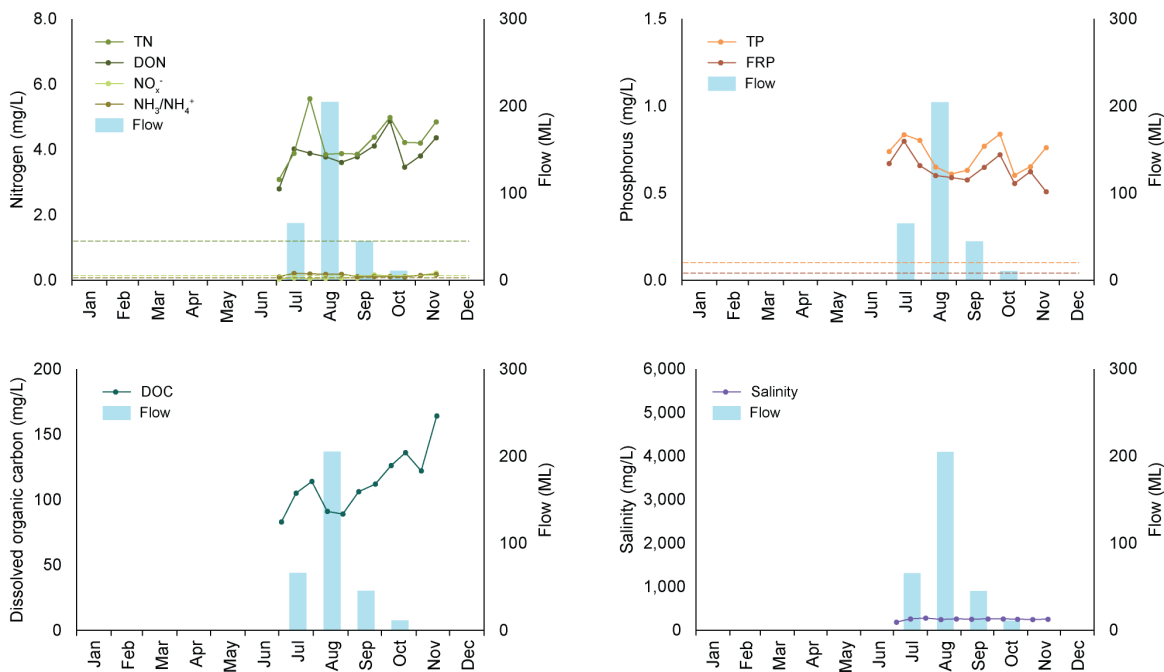 Nitrogen (mg/L)
8.0
6.0
4.0
2.0
0.0
TN
DON
NOₓ⁻
NH₃/NH₄⁺
Flow
300
200
100
0
Flow (ML)
Jan
Feb
Mar
Apr
May
Jun
Jul
Aug
Sep
Oct
Nov
Dec
Phosphorus (mg/L)
1.5
1.0
0.5
0.0
TP
FRP
Flow
300
200
100
0
Flow (ML)
Jan
Feb
Mar
Apr
May
Jun
Jul
Aug
Sep
Oct
Nov
Dec
Dissolved organic carbon (mg/L)
200
150
100
50
0
DOC
Flow
300
200
100
0
Flow (ML)
Jan
Feb
Mar
Apr
May
Jun
Jul
Aug
Sep
Oct
Nov
Dec
Salinity (mg/L)
6,000
5,000
4,000
3,000
2,000
1,000
0
Salinity
Flow
300
200
100
0
Flow (ML)
Jan
Feb
Mar
Apr
May
Jun
Jul
Aug
Sep
Oct
Nov
Dec